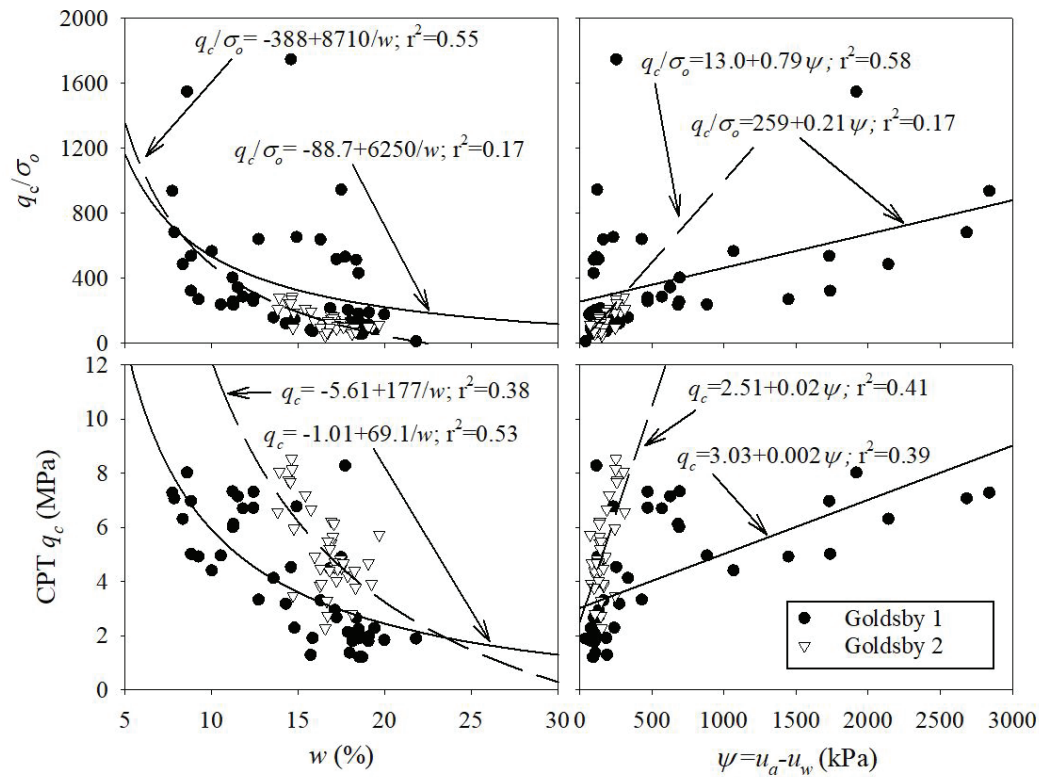 2000
1600
1200
800
400
0
q_c/σ_o
q_c/σ_o= -388+8710/w; r²=0.55
q_c/σ_o= -88.7+6250/w; r²=0.17
q_c/σ_o=13.0+0.79 ψ; r²=0.58
q_c/σ_o=259+0.21 ψ; r²=0.17
12
10
8
6
4
2
0
CPT q_c (MPa)
q_c= -5.61+177/w; r²=0.38
q_c= -1.01+69.1/w; r²=0.53
q_c=2.51+0.02 ψ; r²=0.41
q_c=3.03+0.002 ψ; r²=0.39
Goldsby 1
Goldsby 2
5 10 15 20 25 30
0 500 1000 1500 2000 2500 3000
w (%)
ψ=u_a-u_w (kPa)